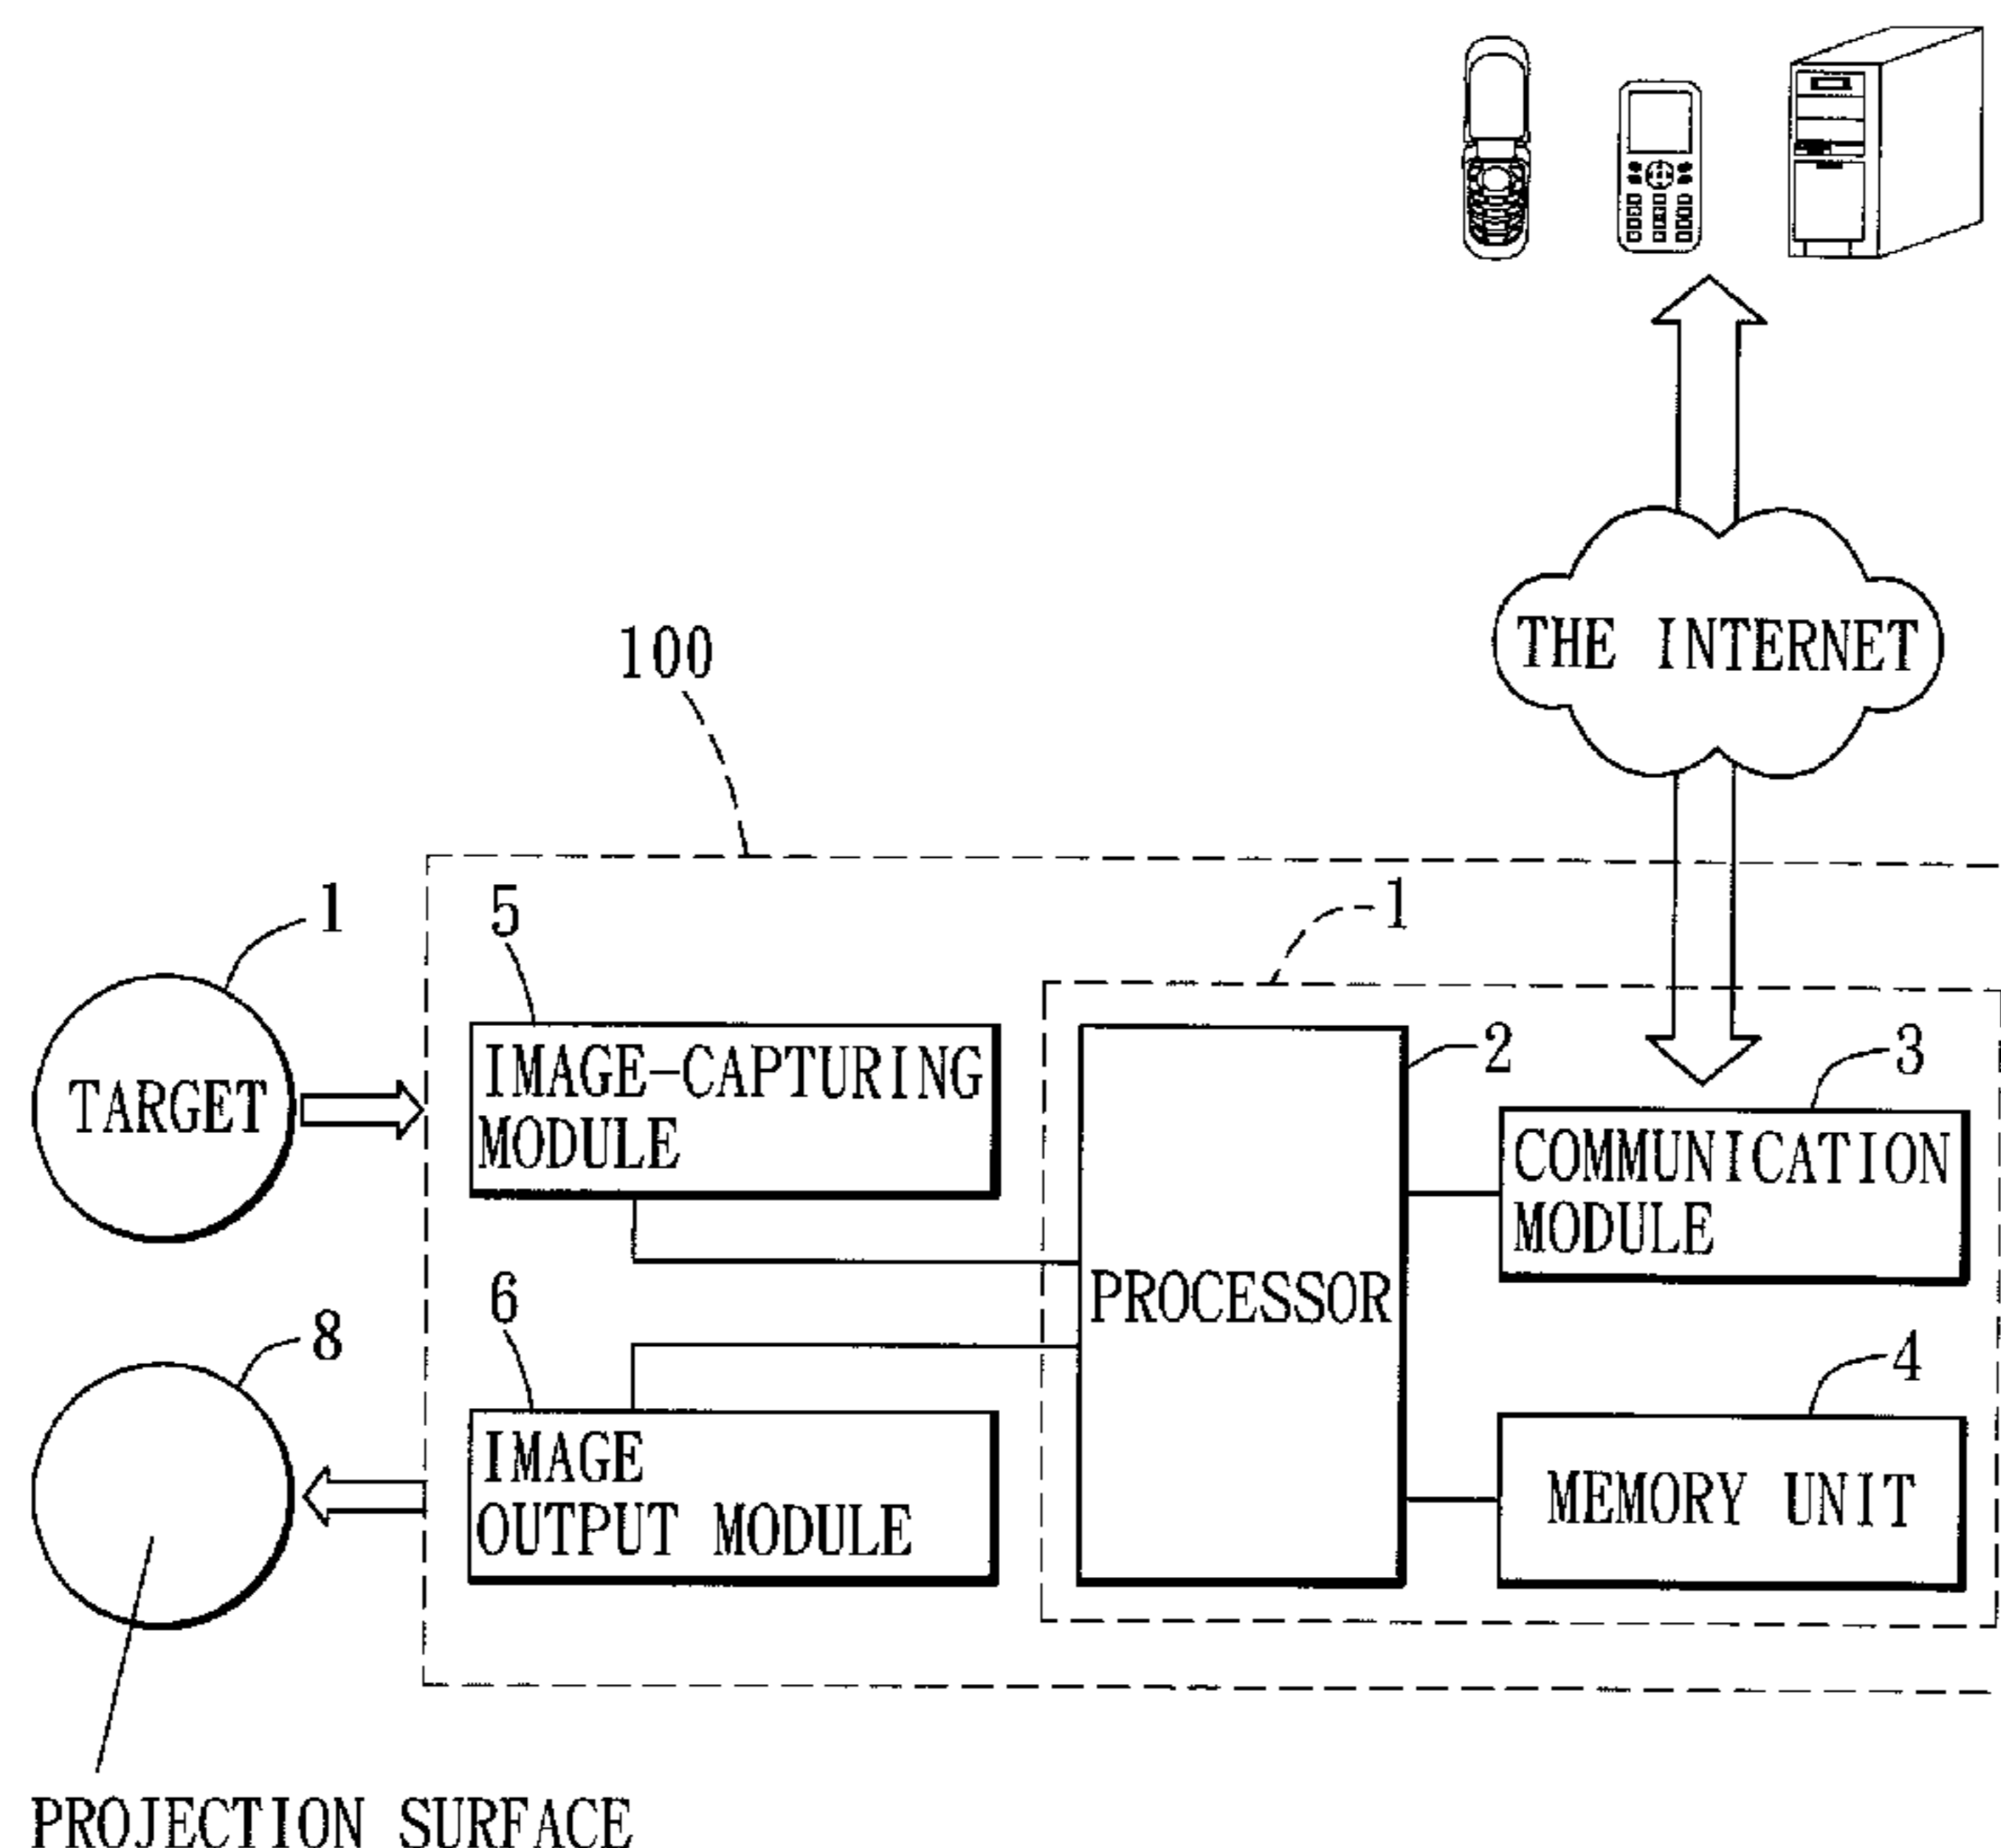 THE INTERNET
100
1
5
1
2
3
TARGET
IMAGE-CAPTURING
MODULE
COMMUNICATION
MODULE
PROCESSOR
8
6
4
IMAGE
OUTPUT MODULE
MEMORY UNIT
PROJECTION SURFACE